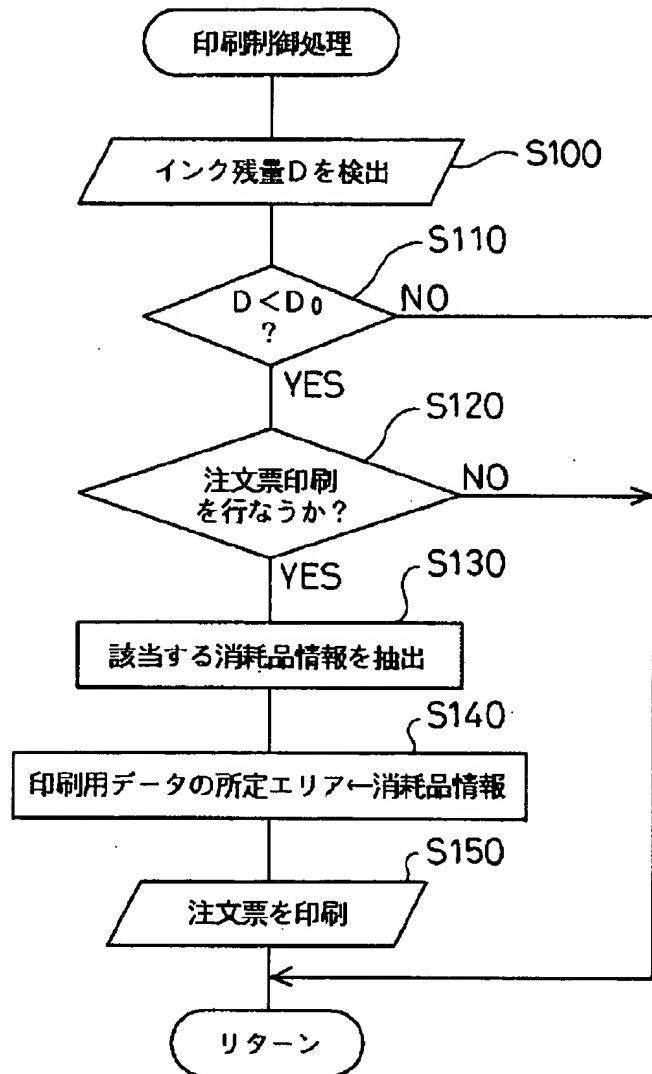 印刷制御処理
インク残量Dを検出
S100
S110
D<D0
?
NO
YES
S120
注文票印刷
を行なうか?
NO
YES
S130
該当する消耗品情報を抽出
S140
印刷用データの所定エリア←消耗品情報
S150
注文票を印刷
リターン